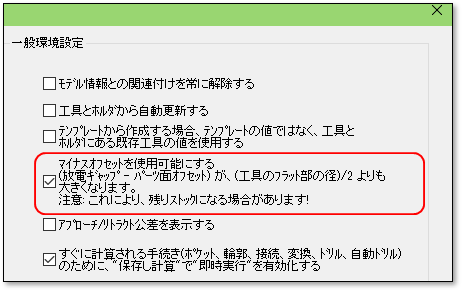 一般環境設定
モデル情報との関連付けを常に解除する
工具とホルダから自動更新する
テンプレートから作成する場合、テンプレートの値ではなく、工具と
ホルダにある既存工具の値を使用する
マイナスオフセットを使用可能にする
(放電ギャップ - パーツ面オフセット) が、(工具のフラット部の径)/2 よりも
大きくなります。
注意: これにより、残りストックになる場合があります!
アプローチ/リトラクト公差を表示する
すぐに計算される手続き(ポケット、輪郭、接続、変換、ドリル、自動ドリル)
のために、"保存し計算"で"即時実行"を有効化する